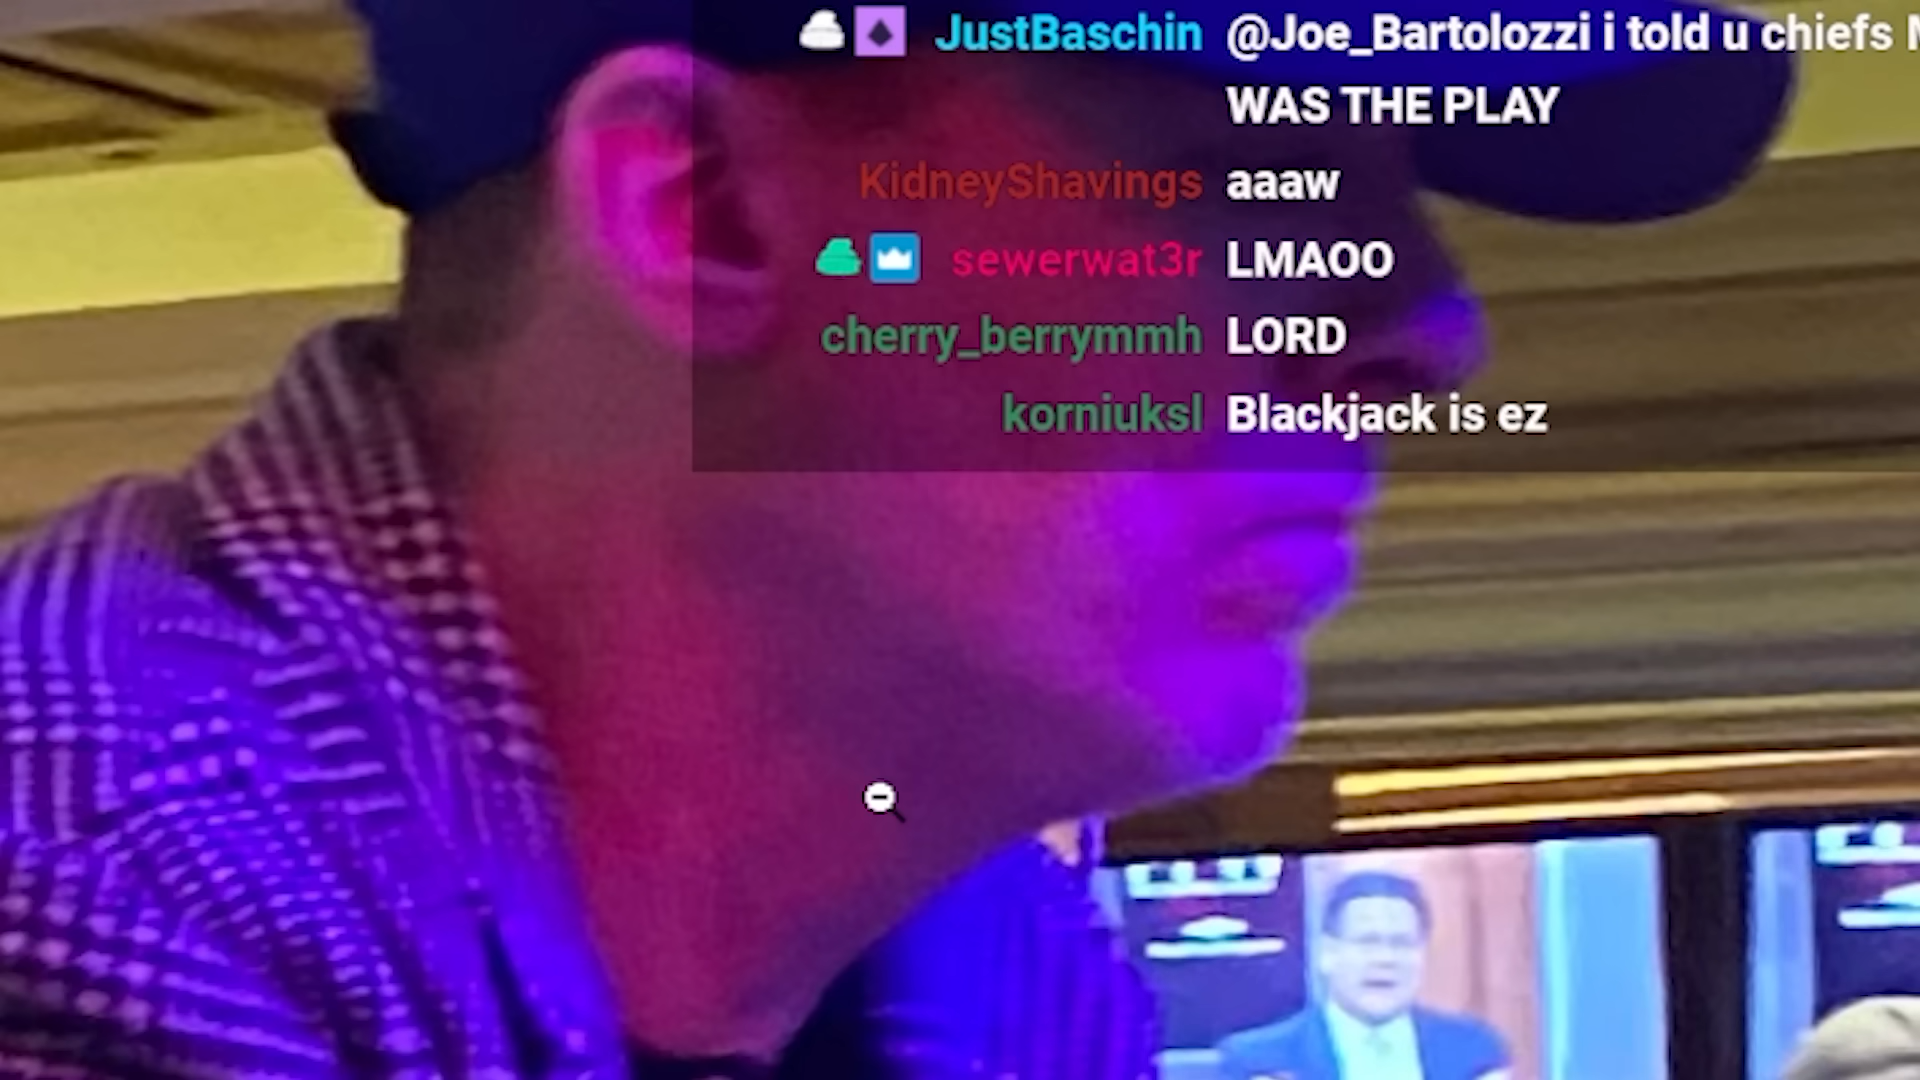 JustBaschin @Joe_Bartolozzi i told u chiefs
WAS THE PLAY
KidneyShavings aaaw
sewerwat3r LMAOO
cherry_berrymmh LORD
korniuksl Blackjack is ez